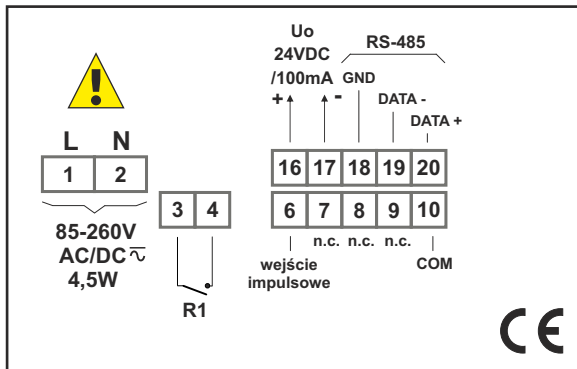 Uo
24VDC
/100mA
+ -
RS-485
GND
DATA -
DATA +
L N
1 2
85-260V
AC/DC
4,5W
3 4
R1
16 17 18 19 20
6 7 8 9 10
n.c. n.c. n.c.
wejście
impulsowe
COM
CE